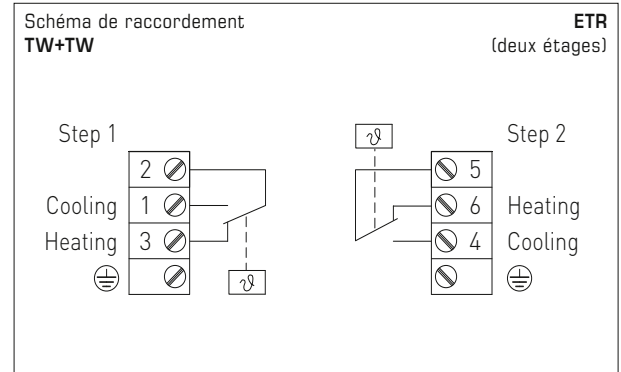 Schéma de raccordement ETR
TW+TW (deux étages)
Step 1 ϑ Step 2
2 5
Cooling 1 6 Heating
Heating 3 4 Cooling
ϑ